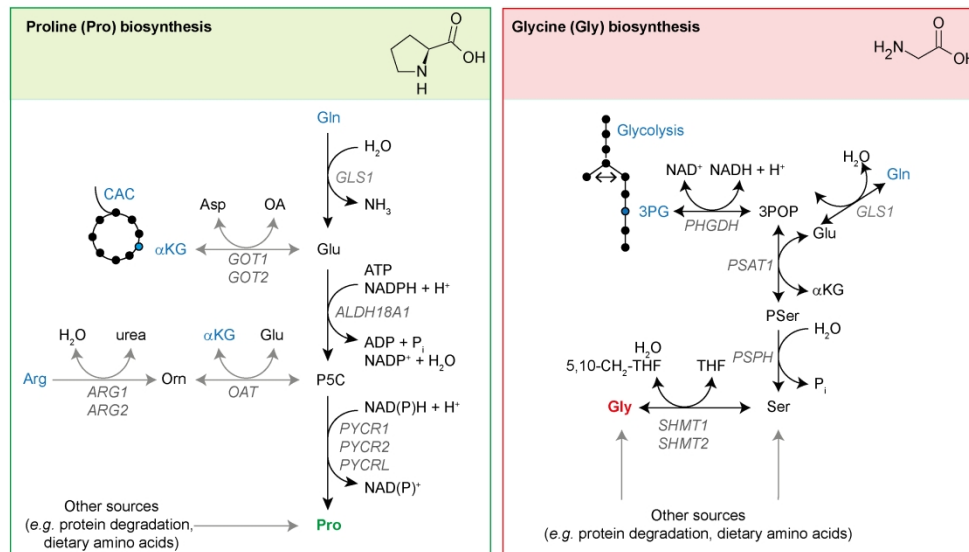 Proline (Pro) biosynthesis
O
OH
N
H
Gln
H2O
GLS1
NH3
CAC
Asp
OA
αKG
GOT1
GOT2
Glu
ATP
NADPH + H+
ALDH18A1
ADP + Pi
NADP+ + H2O
H2O
urea
αKG
Glu
Arg
ARG1
ARG2
Orn
OAT
P5C
NAD(P)H + H+
PYCR1
PYCR2
PYCRL
NAD(P)+
Other sources
(e.g. protein degradation,
dietary amino acids)
Pro
Glycine (Gly) biosynthesis
O
H2N
OH
Glycolysis
NAD+
NADH + H+
H2O
Gln
3PG
PHGDH
3POP
GLS1
Glu
PSAT1
αKG
PSer
H2O
PSPH
Pi
H2O
5,10-CH2-THF
THF
Gly
SHMT1
SHMT2
Ser
Other sources
(e.g. protein degradation, dietary amino acids)